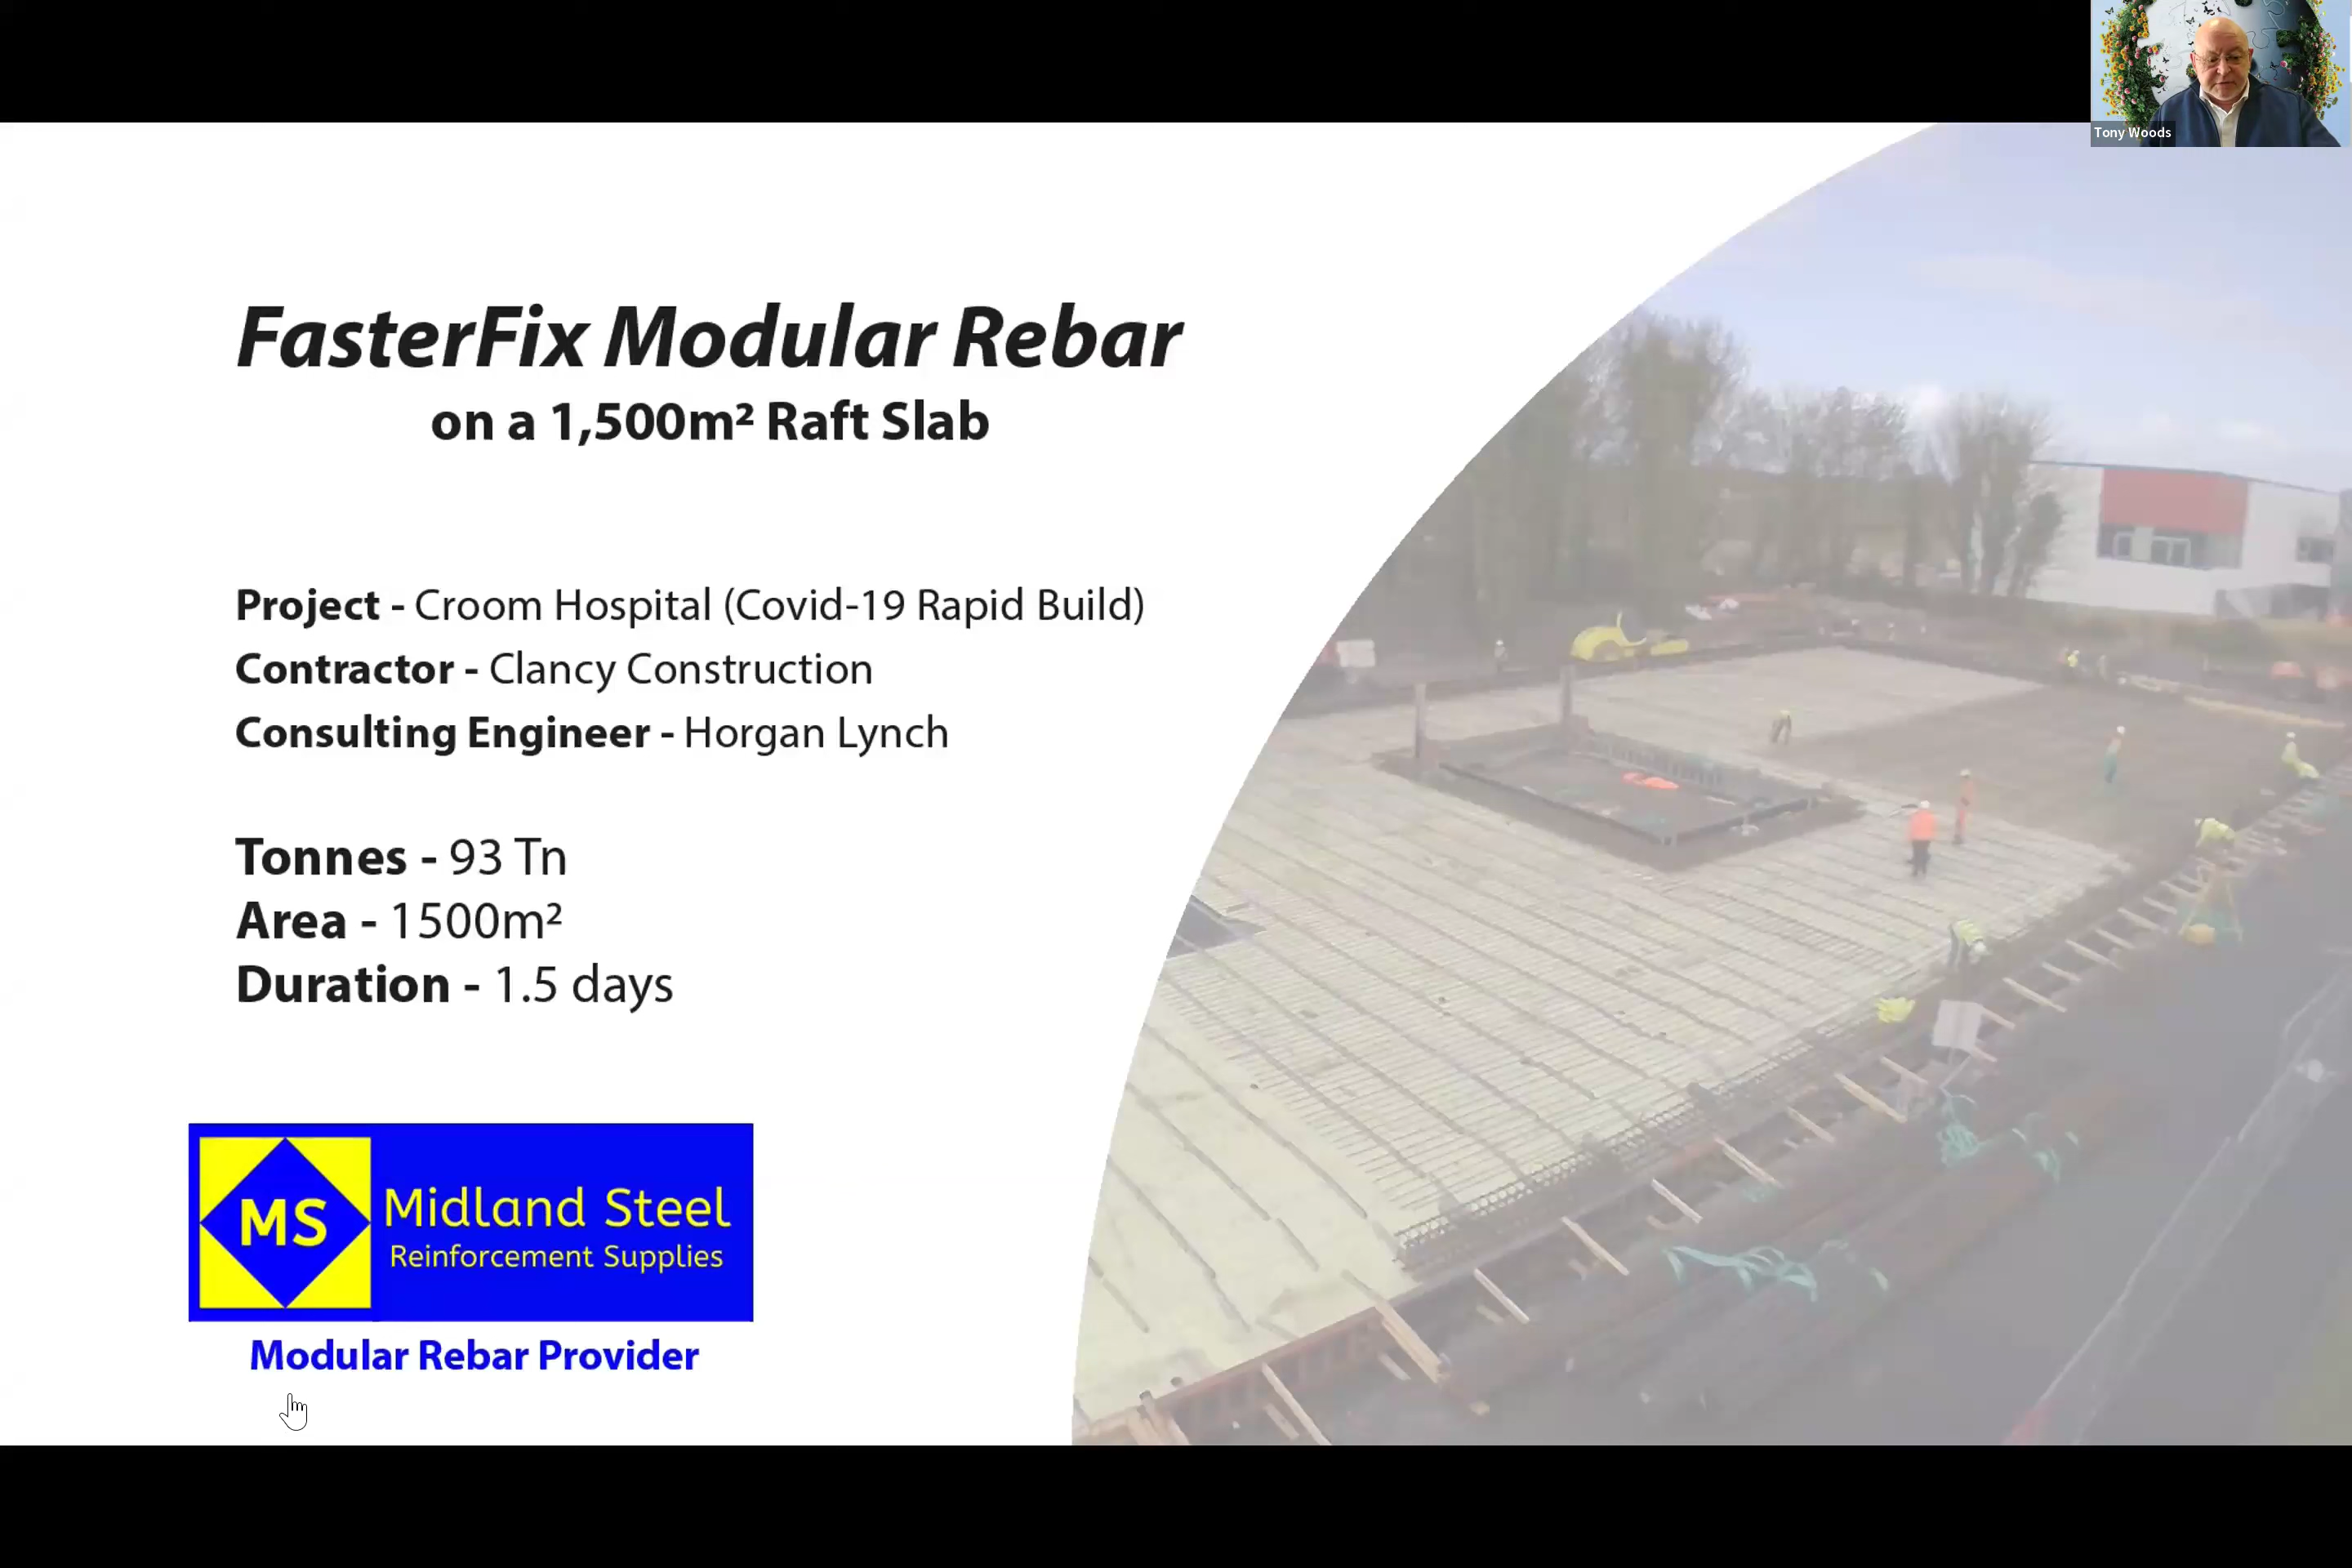 Tony Woods
FasterFix Modular Rebar
on a 1,500m² Raft Slab
Project - Croom Hospital (Covid-19 Rapid Build)
Contractor - Clancy Construction
Consulting Engineer - Horgan Lynch
Tonnes - 93 Tn
Area - 1500m²
Duration - 1.5 days
MS
Midland Steel
Reinforcement Supplies
Modular Rebar Provider